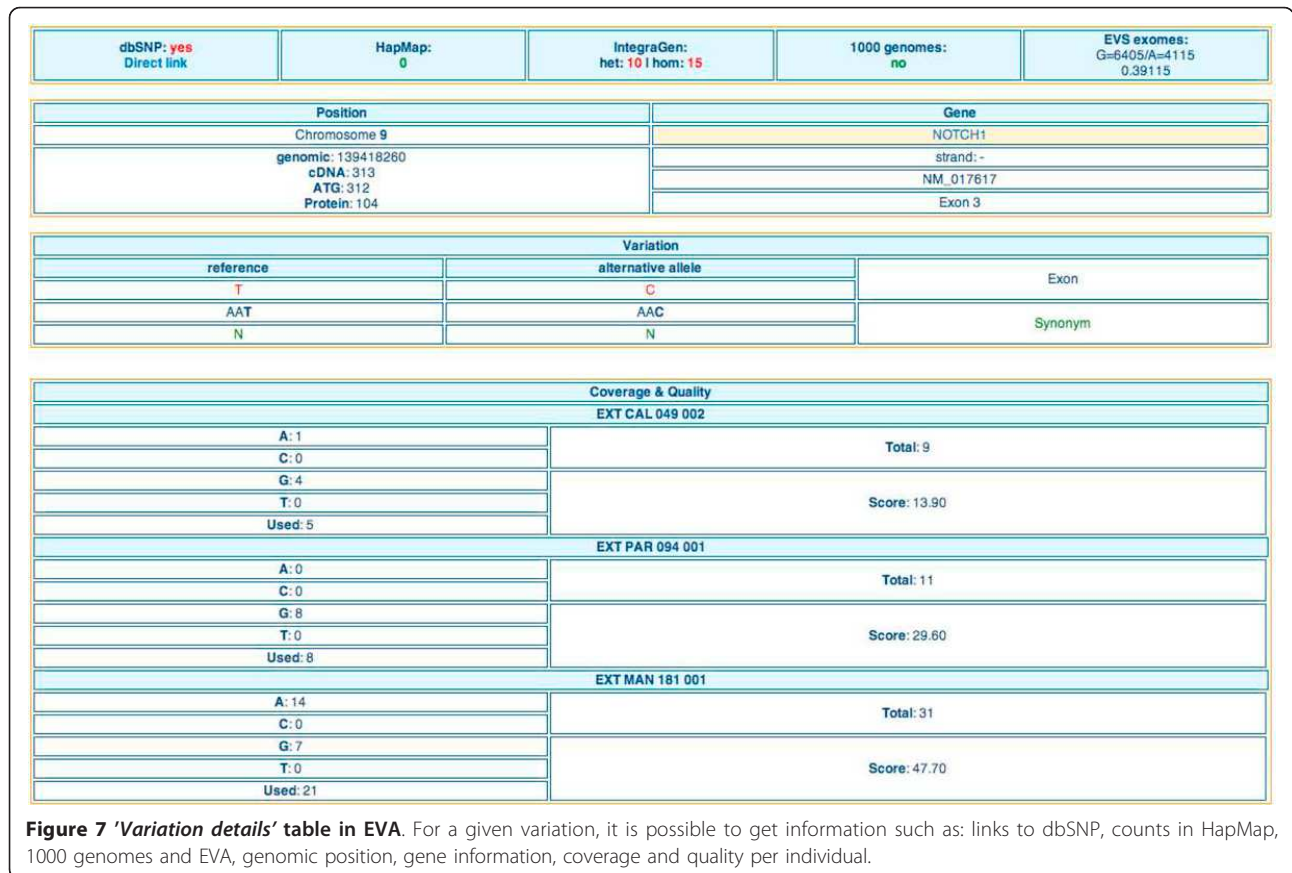 dbSNP: yes
Direct link
HapMap:
0
IntegraGen:
het: 10 I hom: 15
1000 genomes:
no
EVS exomes:
G=6405/A=4115
0.39115
Position
Gene
Chromosome 9
NOTCH1
genomic: 139418260
cDNA: 313
ATG: 312
Protein: 104
strand: -
NM_017617
Exon 3
Variation
reference
alternative allele
Exon
T
C
AAT
AAC
Synonym
N
N
Coverage & Quality
EXT CAL 049 002
A: 1
Total: 9
C: 0
G: 4
Score: 13.90
T: 0
Used: 5
EXT PAR 094 001
A: 0
Total: 11
C: 0
G: 8
Score: 29.60
T: 0
Used: 8
EXT MAN 181 001
A: 14
Total: 31
C: 0
G: 7
Score: 47.70
T: 0
Used: 21
Figure 7 'Variation details' table in EVA. For a given variation, it is possible to get information such as: links to dbSNP, counts in HapMap,
1000 genomes and EVA, genomic position, gene information, coverage and quality per individual.